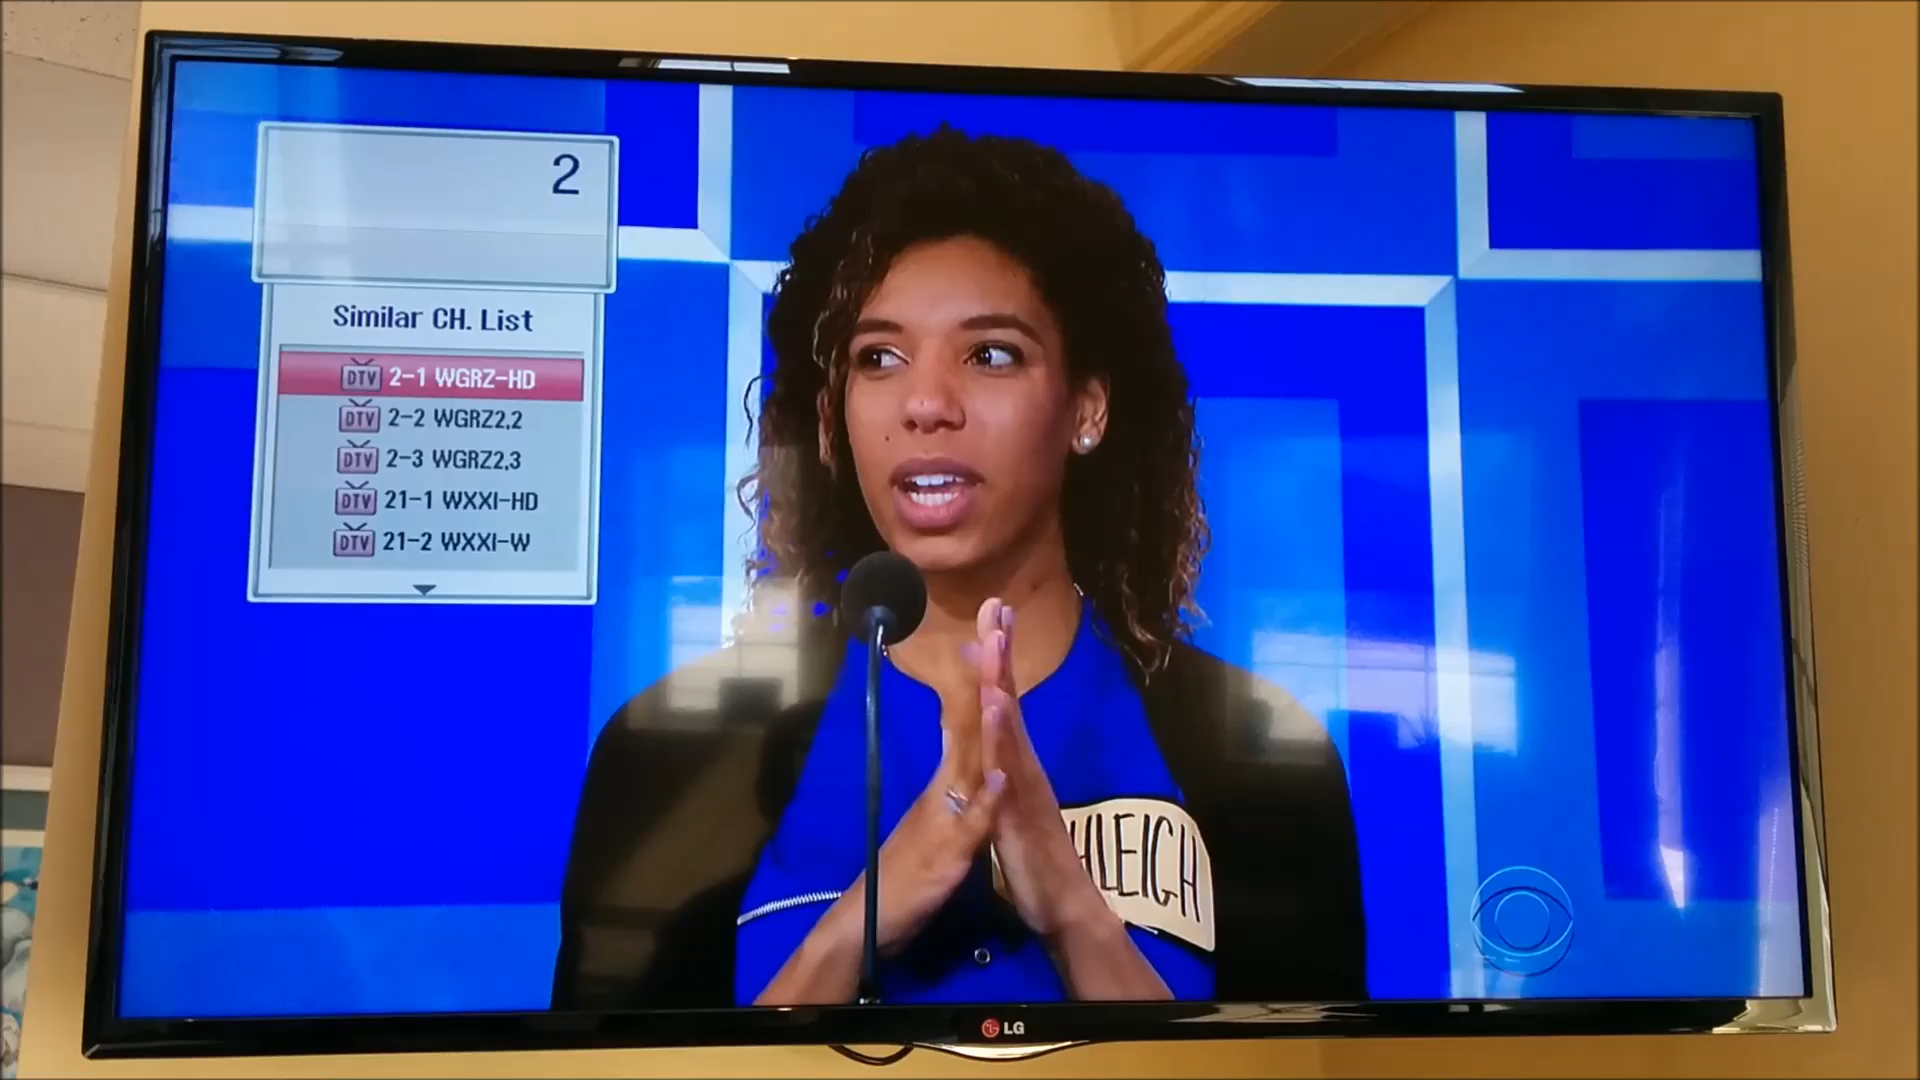 2
Similar CH. List
DTV 2-1 WGRZ-HD
DTV 2-2 WGRZ2.2
DTV 2-3 WGRZ2.3
DTV 21-1 WXXI-HD
DTV 21-2 WXXI-W
HLEIGH
LG